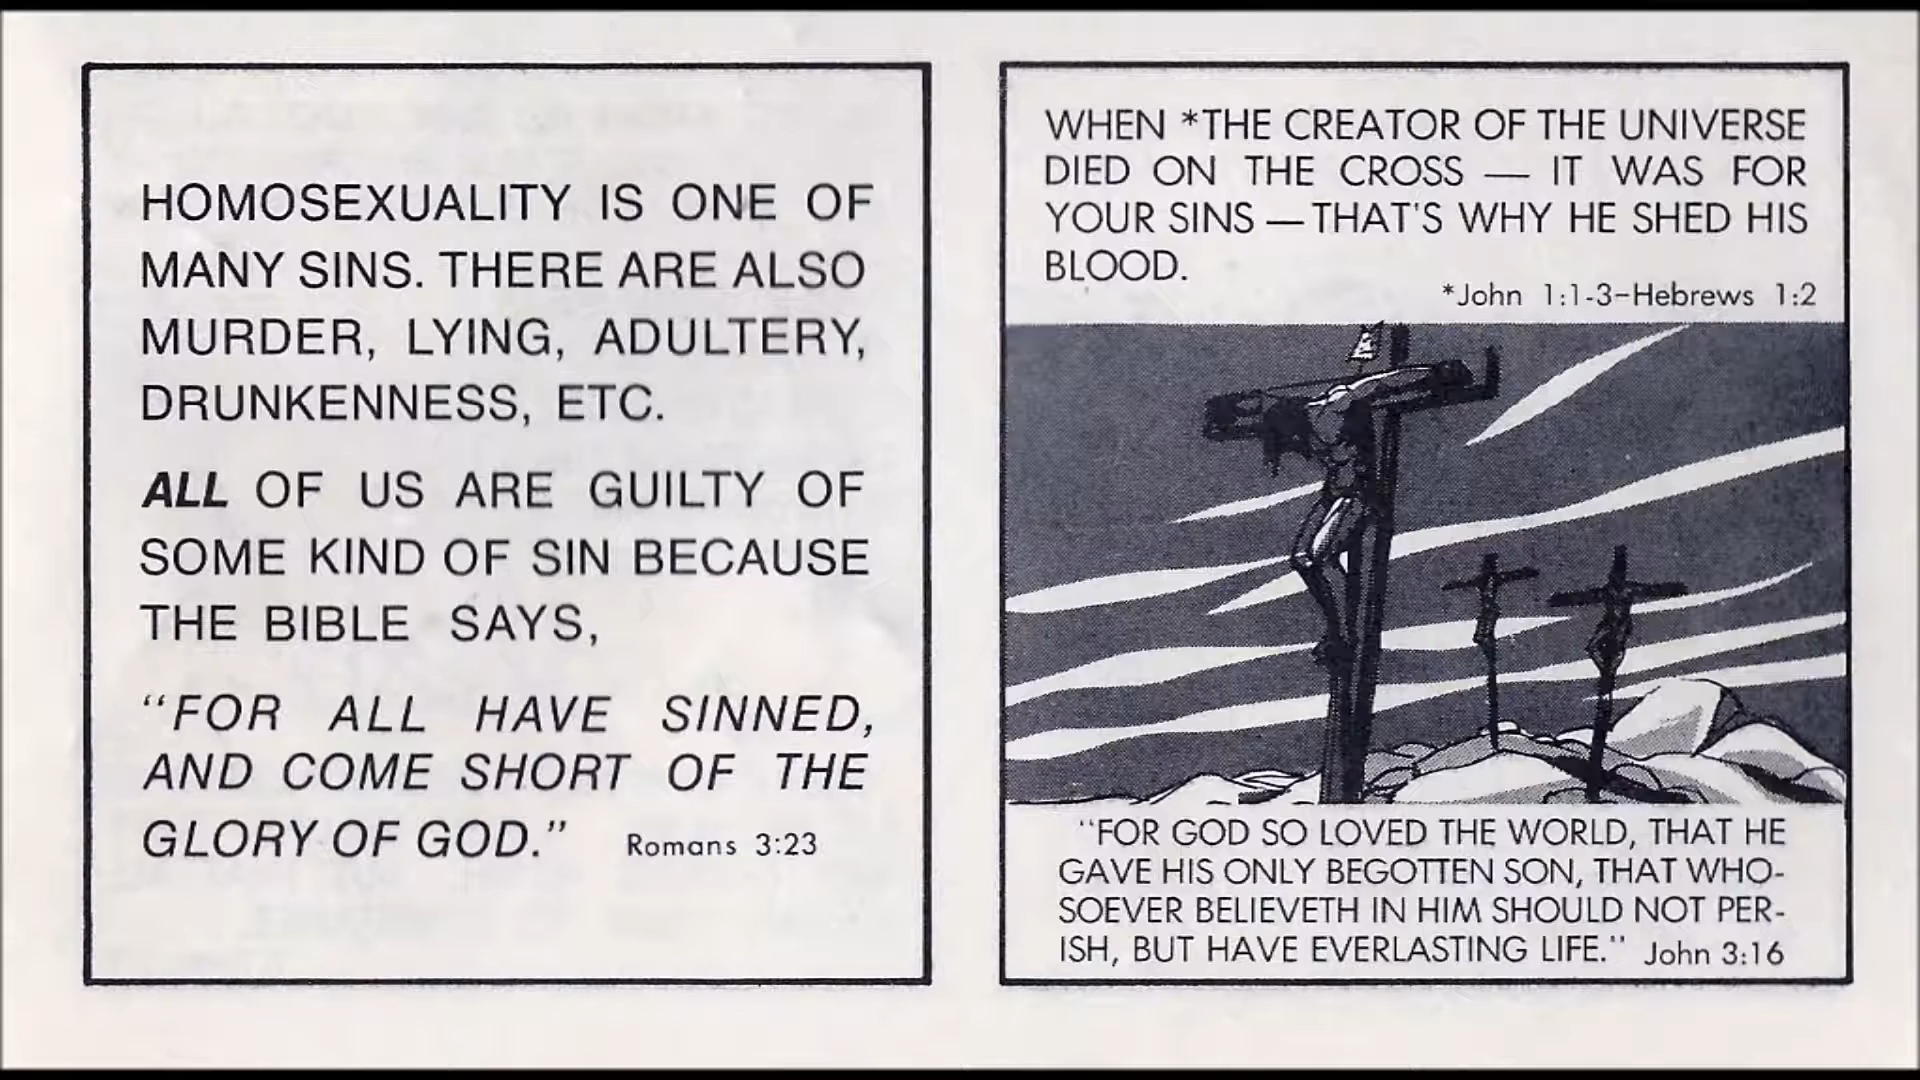 HOMOSEXUALITY IS ONE OF
MANY SINS. THERE ARE ALSO
MURDER, LYING, ADULTERY,
DRUNKENNESS, ETC.
ALL OF US ARE GUILTY OF
SOME KIND OF SIN BECAUSE
THE BIBLE SAYS,
"FOR ALL HAVE SINNED,
AND COME SHORT OF THE
GLORY OF GOD." Romans 3:23
WHEN *THE CREATOR OF THE UNIVERSE
DIED ON THE CROSS — IT WAS FOR
YOUR SINS — THAT'S WHY HE SHED HIS
BLOOD.
*John 1:1-3-Hebrews 1:2
"FOR GOD SO LOVED THE WORLD, THAT HE
GAVE HIS ONLY BEGOTTEN SON, THAT WHO-
SOEVER BELIEVETH IN HIM SHOULD NOT PER-
ISH, BUT HAVE EVERLASTING LIFE." John 3:16